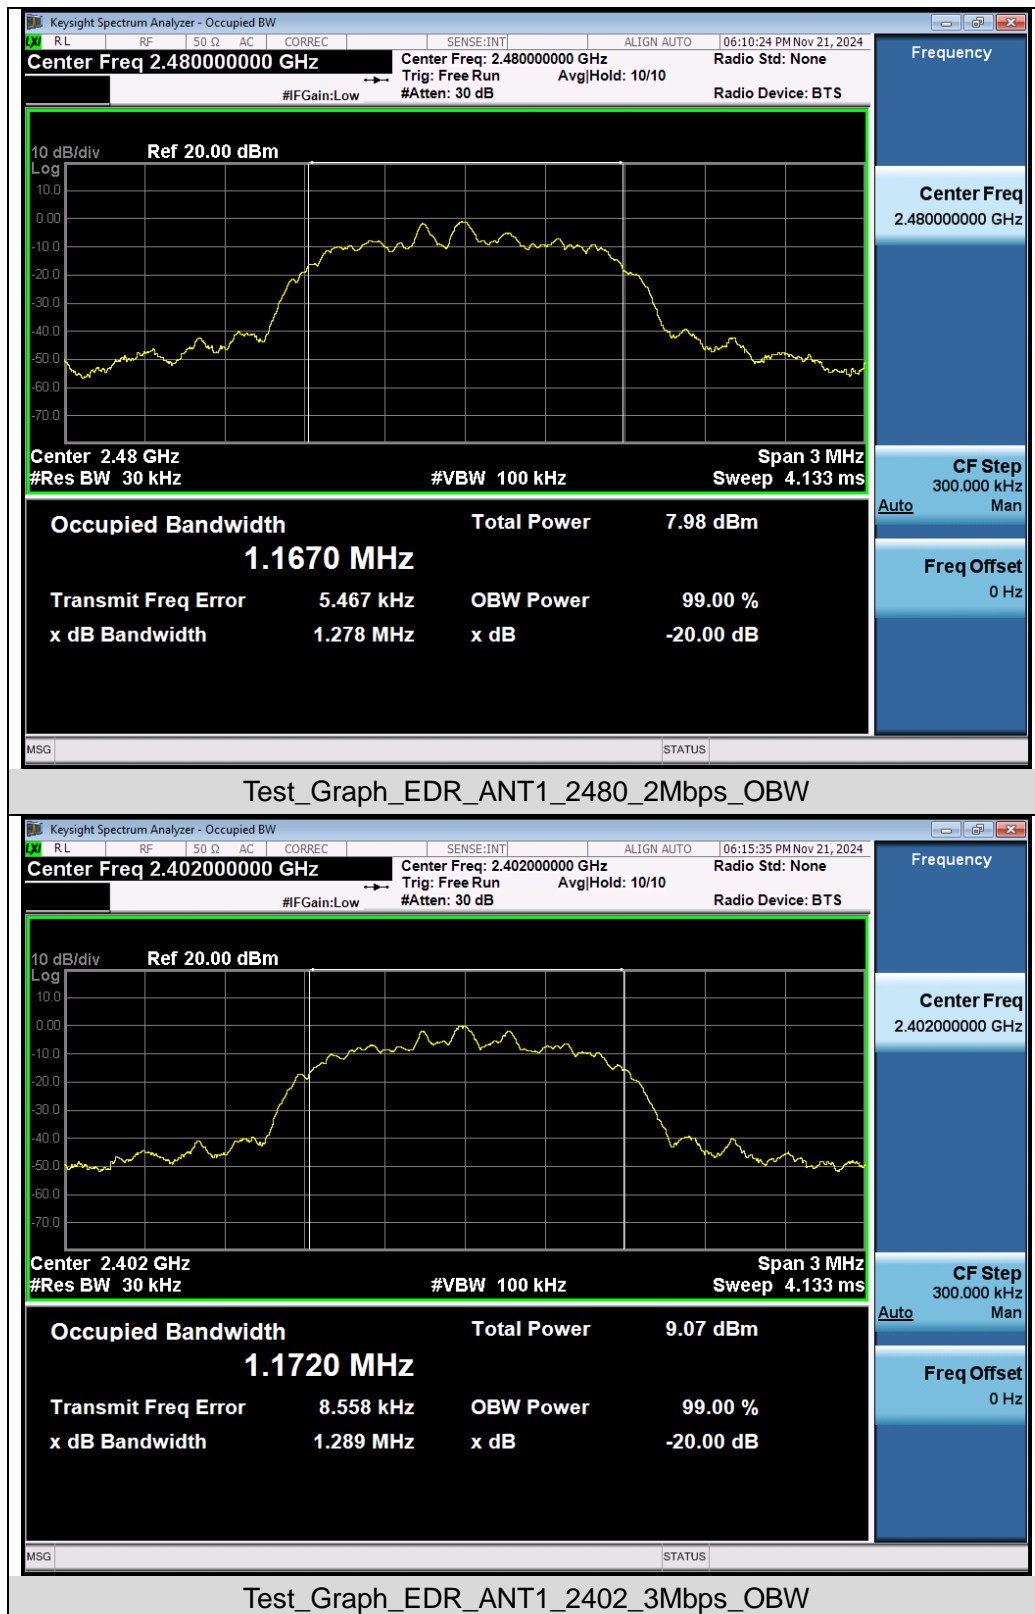 Keysight Spectrum Analyzer - Occupied BW
LXI RL RF 50 Ω AC CORREC SENSE:INT ALIGN AUTO 06:10:24 PM Nov 21, 2024
Center Freq 2.480000000 GHz Center Freq: 2.480000000 GHz Radio Std: None
Trig: Free Run Avg|Hold: 10/10
#IFGain:Low #Atten: 30 dB Radio Device: BTS
Frequency
10 dB/div Ref 20.00 dBm
Log
10.0
0.00
-10.0
-20.0
-30.0
-40.0
-50.0
-60.0
-70.0
Center 2.48 GHz Span 3 MHz
#Res BW 30 kHz #VBW 100 kHz Sweep 4.133 ms
Center Freq
2.480000000 GHz
CF Step
300.000 kHz
Auto Man
Freq Offset
0 Hz
Occupied Bandwidth Total Power 7.98 dBm
1.1670 MHz
Transmit Freq Error 5.467 kHz OBW Power 99.00 %
x dB Bandwidth 1.278 MHz x dB -20.00 dB
MSG STATUS
Test_Graph_EDR_ANT1_2480_2Mbps_OBW
Keysight Spectrum Analyzer - Occupied BW
LXI RL RF 50 Ω AC CORREC SENSE:INT ALIGN AUTO 06:15:35 PM Nov 21, 2024
Center Freq 2.402000000 GHz Center Freq: 2.402000000 GHz Radio Std: None
Trig: Free Run Avg|Hold: 10/10
#IFGain:Low #Atten: 30 dB Radio Device: BTS
Frequency
10 dB/div Ref 20.00 dBm
Log
10.0
0.00
-10.0
-20.0
-30.0
-40.0
-50.0
-60.0
-70.0
Center 2.402 GHz Span 3 MHz
#Res BW 30 kHz #VBW 100 kHz Sweep 4.133 ms
Center Freq
2.402000000 GHz
CF Step
300.000 kHz
Auto Man
Freq Offset
0 Hz
Occupied Bandwidth Total Power 9.07 dBm
1.1720 MHz
Transmit Freq Error 8.558 kHz OBW Power 99.00 %
x dB Bandwidth 1.289 MHz x dB -20.00 dB
MSG STATUS
Test_Graph_EDR_ANT1_2402_3Mbps_OBW